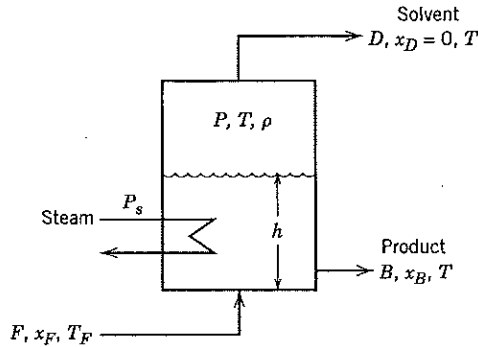 Solvent
D, x_D = 0, T
P, T, ρ
P_s
Steam
h
Product
B, x_B, T
F, x_F, T_F